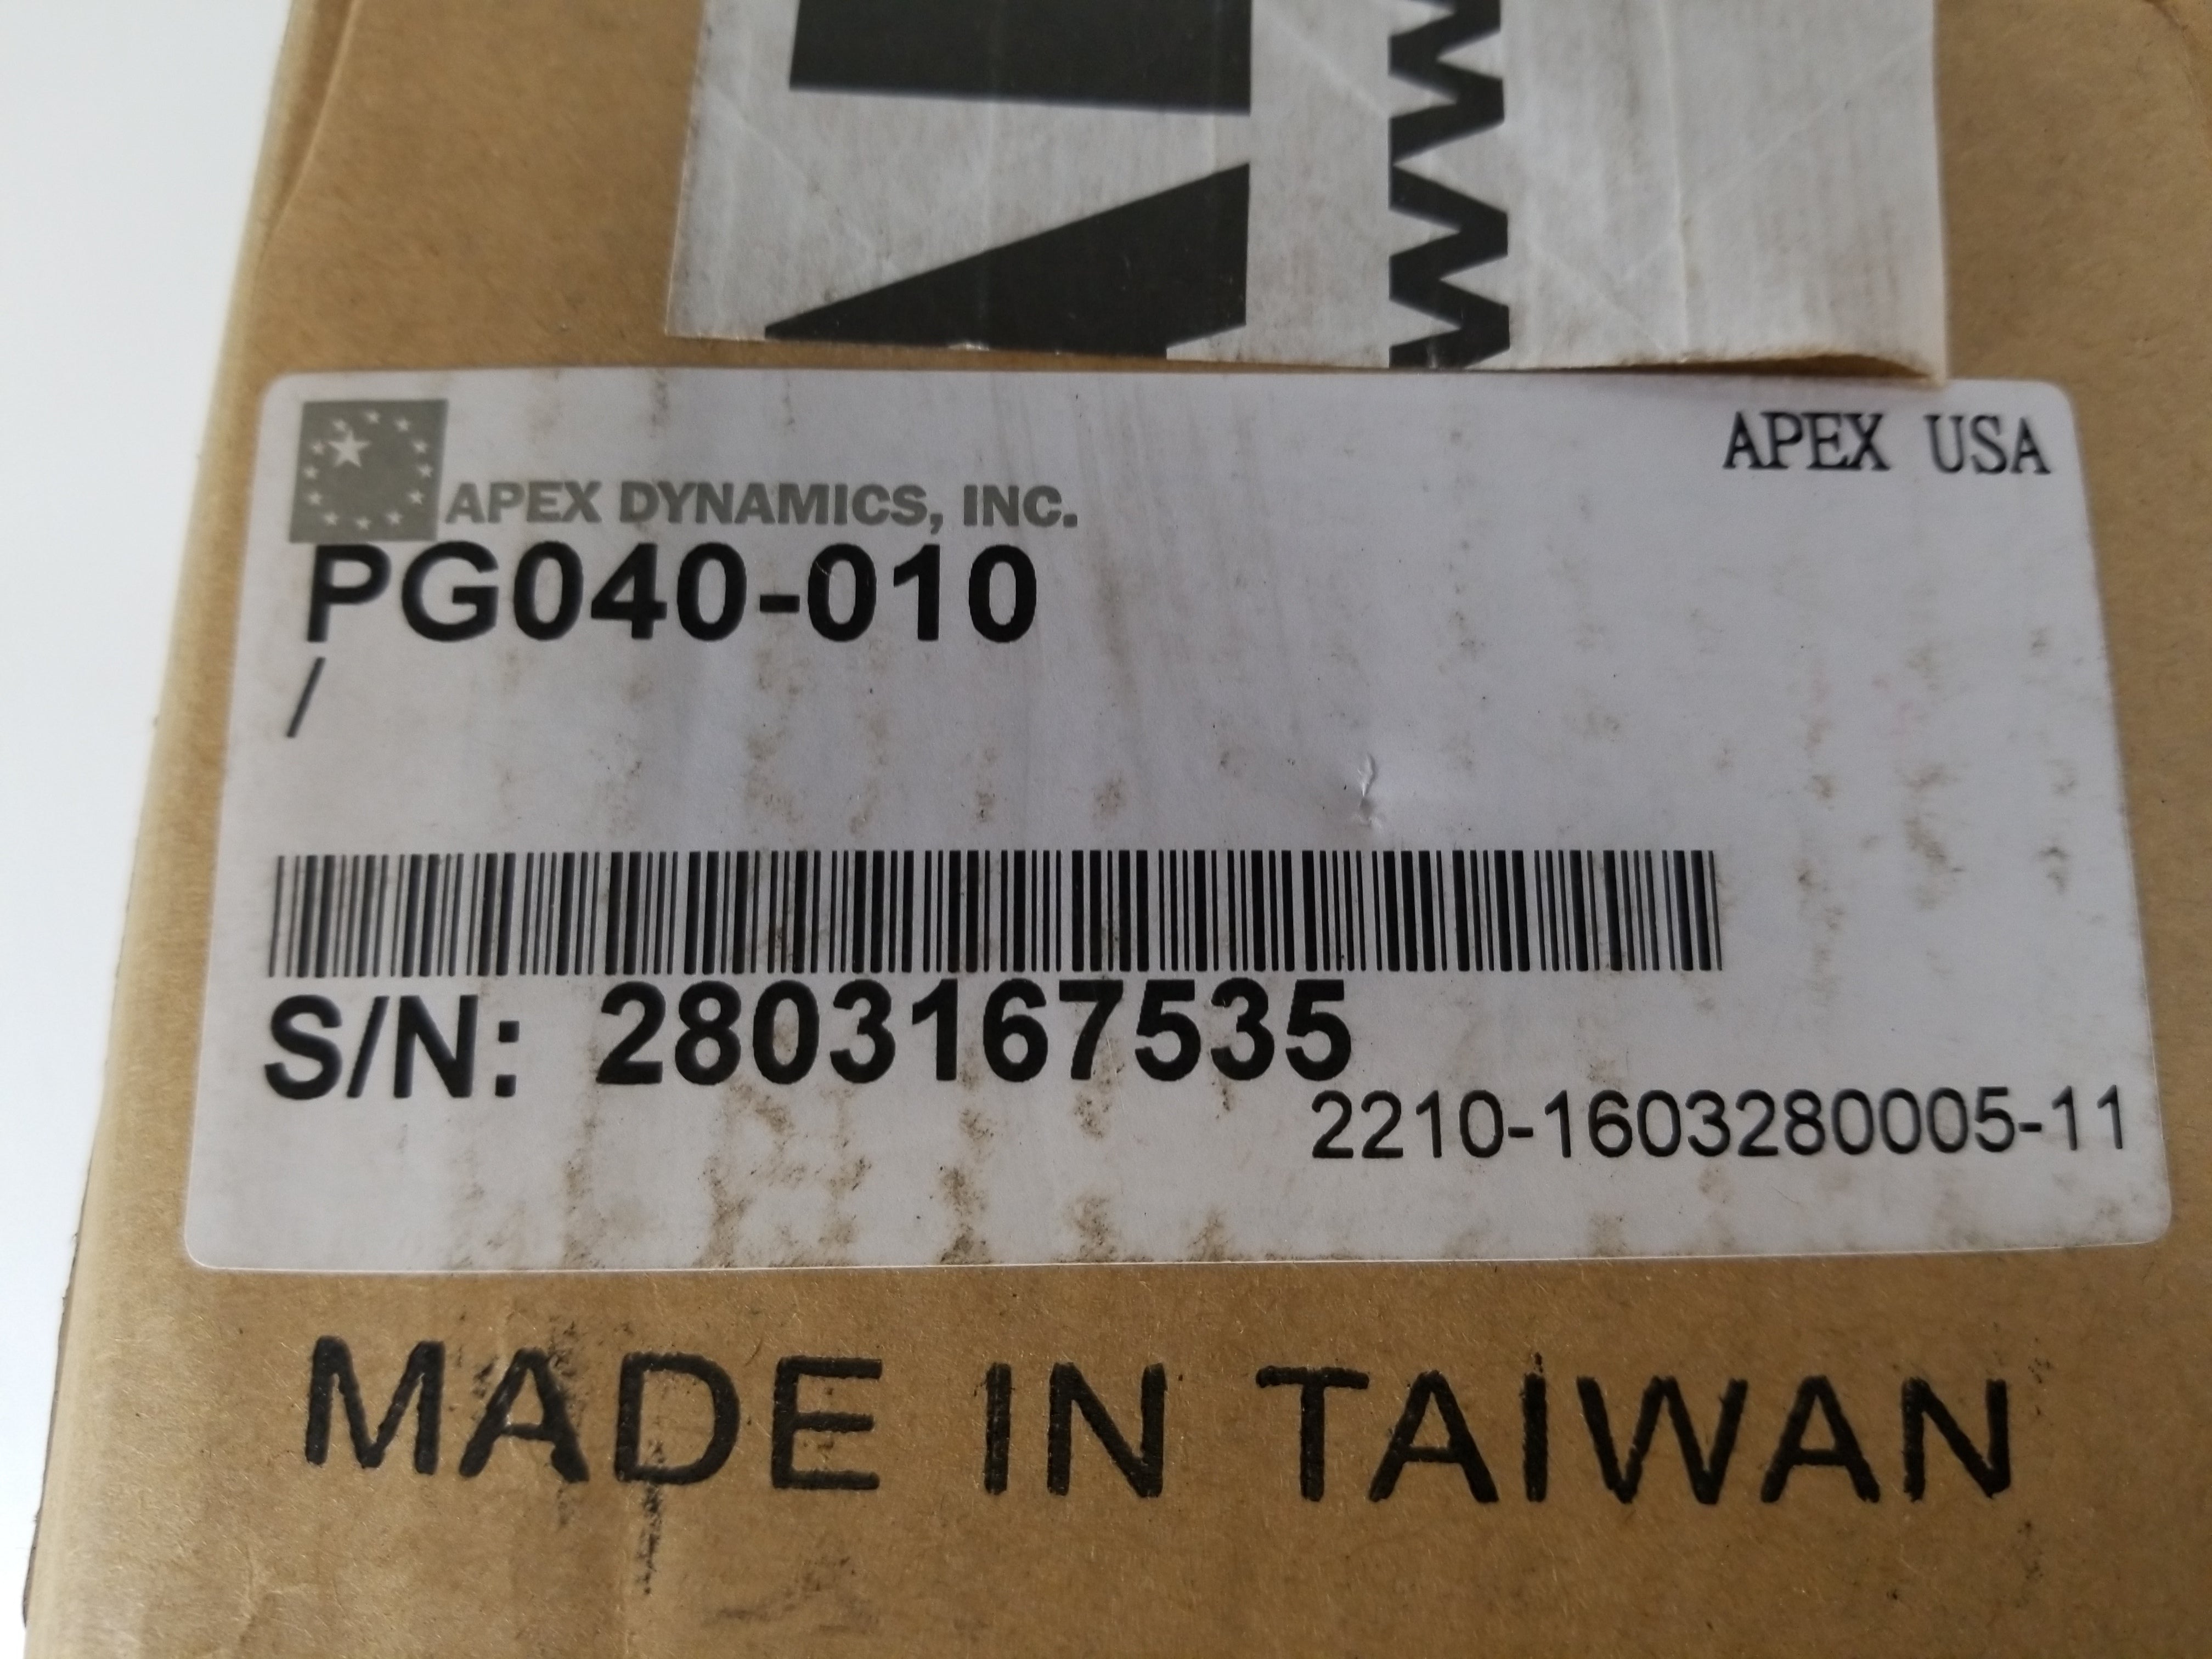 APEX USA
APEX DYNAMICS, INC.
PG040-010
/
S/N: 2803167535
2210-1603280005-11
MADE IN TAIWAN